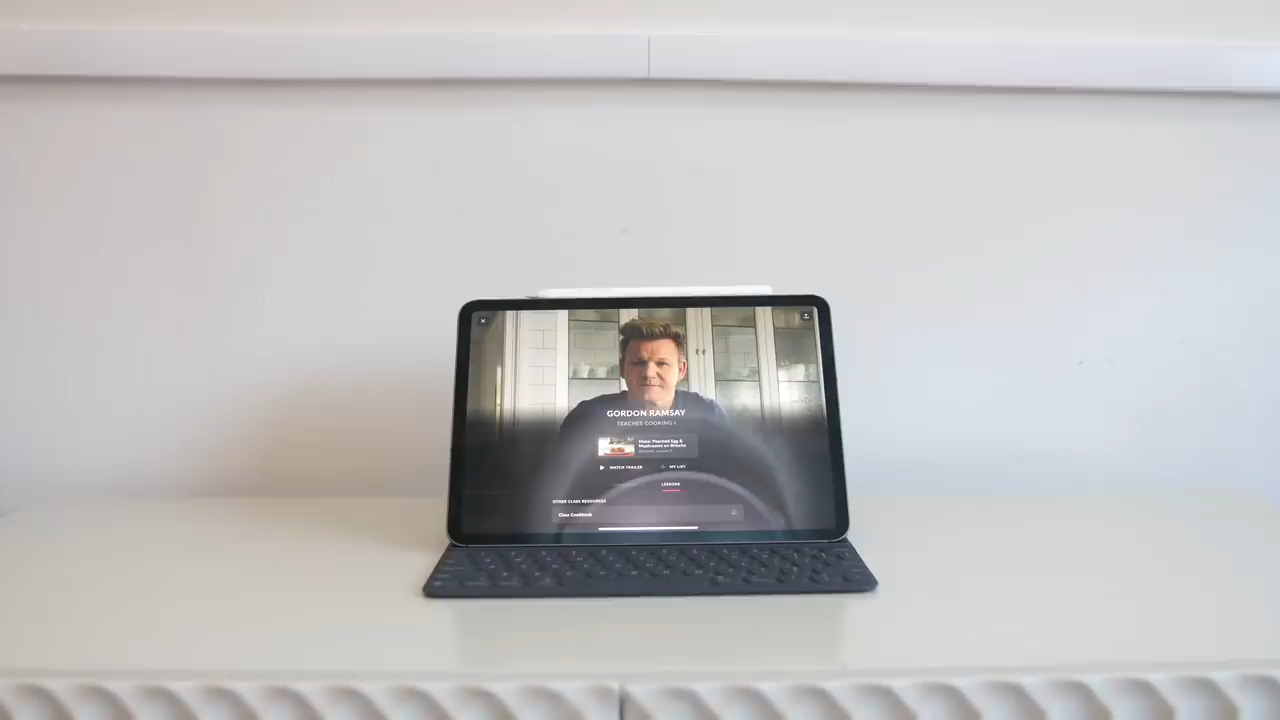 GORDON RAMSAY
TEACHES COOKING I
Make: Poached Egg &
Mushrooms on Brioche
WATCH TRAILER
MY LIST
LESSONS
OTHER CLASS RESOURCES
Class Cookbook